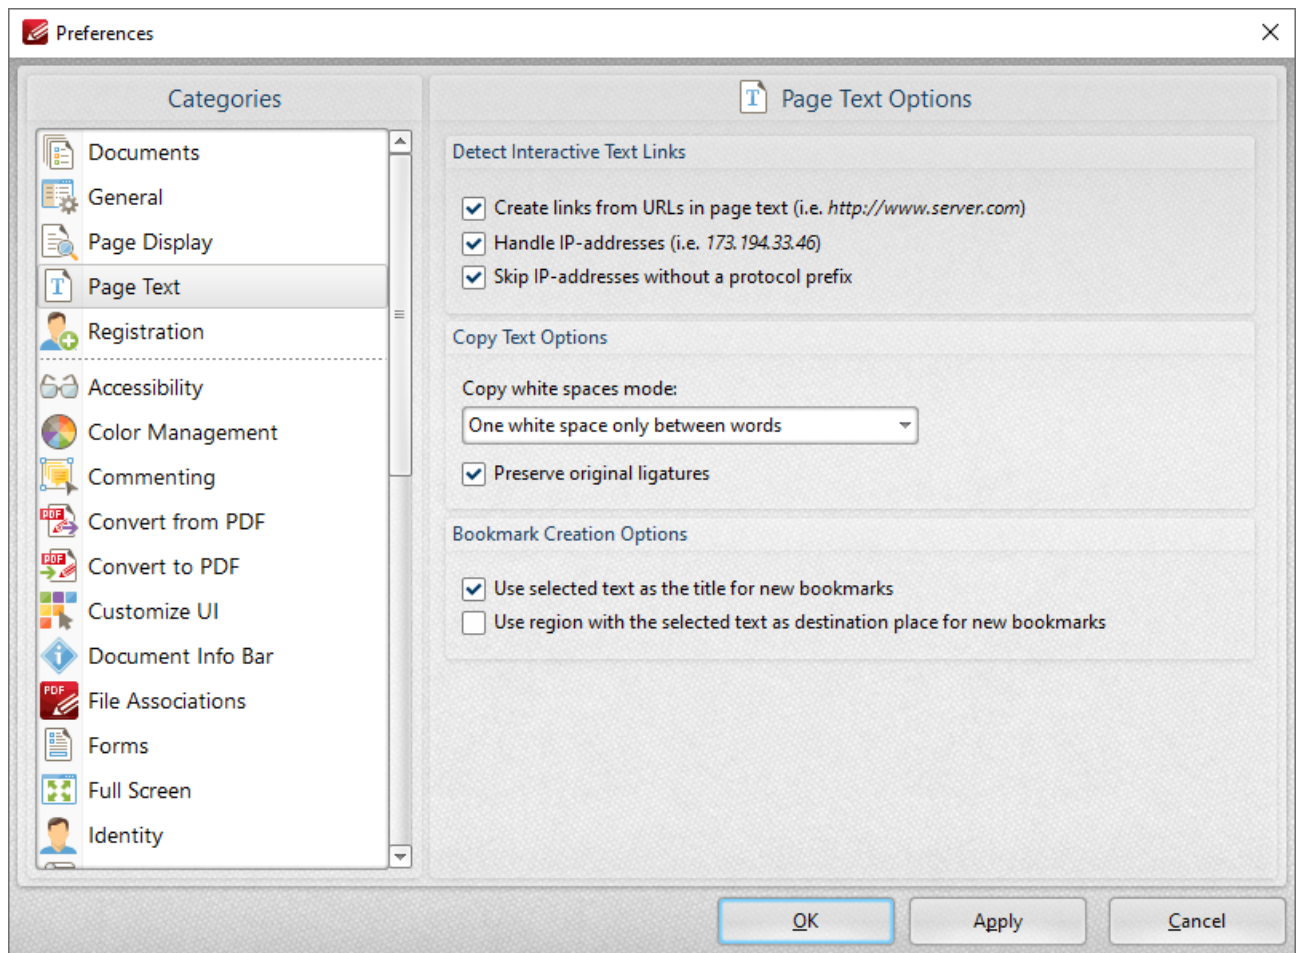 Preferences
Categories
Documents
General
Page Display
Page Text
Registration
Accessibility
Color Management
Commenting
Convert from PDF
Convert to PDF
Customize UI
Document Info Bar
File Associations
Forms
Full Screen
Identity
Page Text Options
Detect Interactive Text Links
Create links from URLs in page text (i.e. http://www.server.com)
Handle IP-addresses (i.e. 173.194.33.46)
Skip IP-addresses without a protocol prefix
Copy Text Options
Copy white spaces mode:
One white space only between words
Preserve original ligatures
Bookmark Creation Options
Use selected text as the title for new bookmarks
Use region with the selected text as destination place for new bookmarks
OK
Apply
Cancel